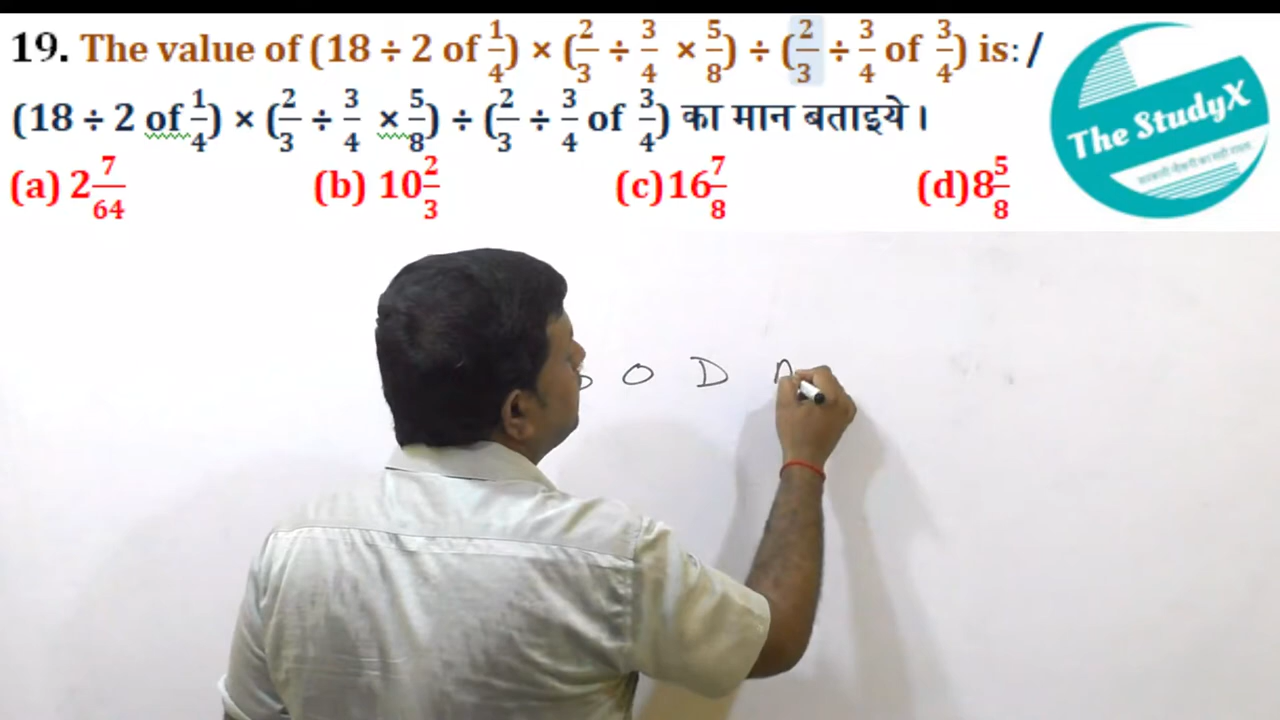 19. The value of (18 ÷ 2 of 1/4) × (2/3 ÷ 3/4 × 5/8) ÷ (2/3 ÷ 3/4 of 3/4) is: /
(18 ÷ 2 of 1/4) × (2/3 ÷ 3/4 × 5/8) ÷ (2/3 ÷ 3/4 of 3/4) का मान बताइये।
(a) 2 7/64 (b) 10 2/3 (c) 16 7/8 (d) 8 5/8
The StudyX
O D